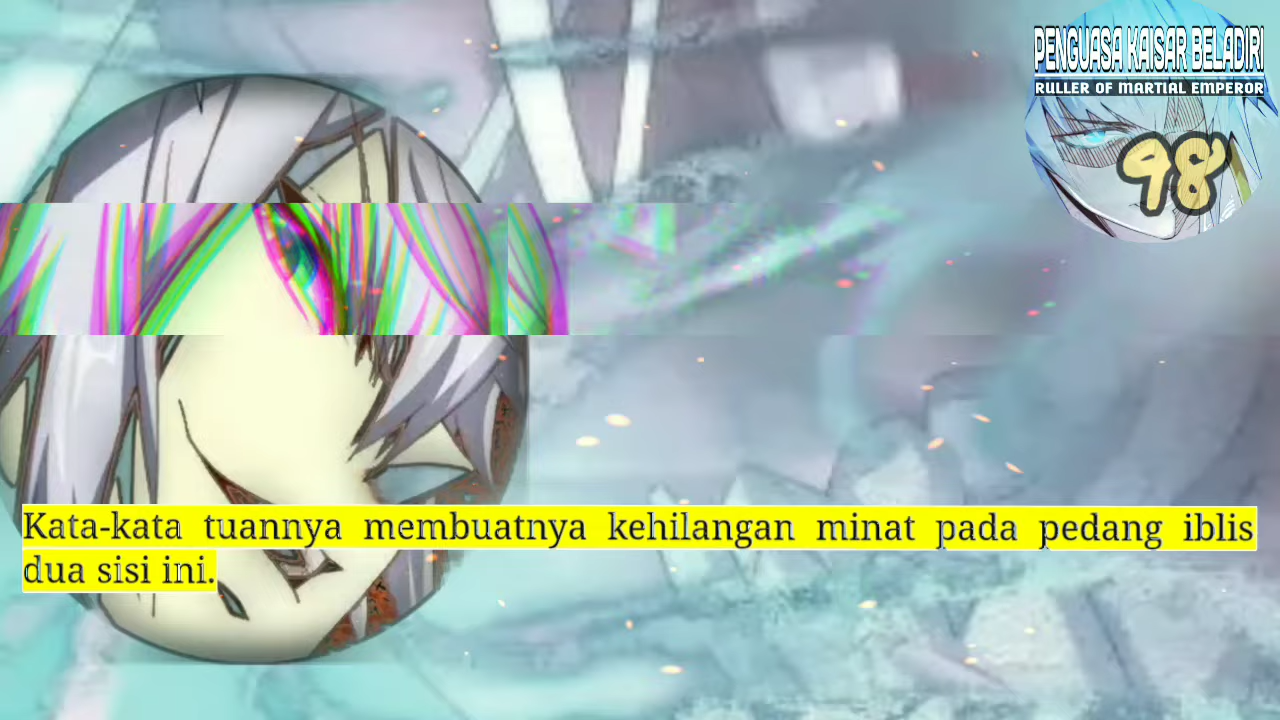 PENGUASA KAISAR BELADIRI
RULLER OF MARTIAL EMPEROR
98
Kata-kata tuannya membuatnya kehilangan minat pada pedang iblis
dua sisi ini.